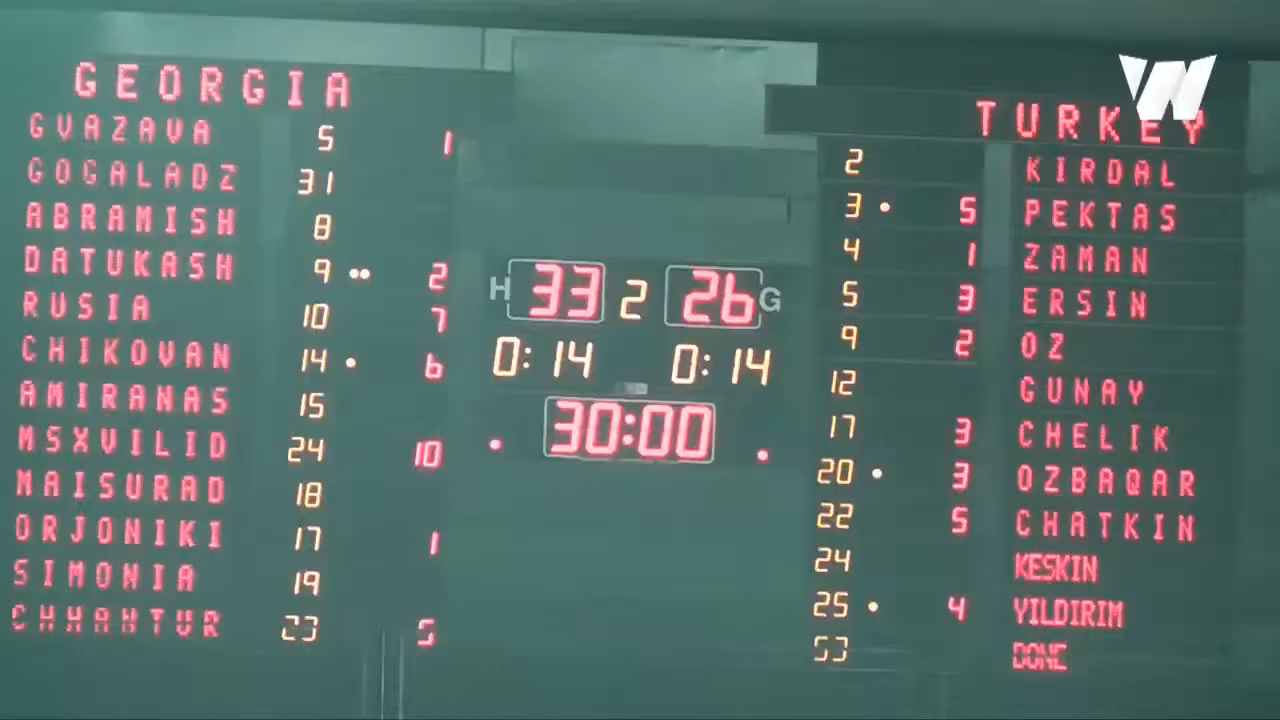 W
GEORGIA
GVAZAVA 5 1
GOGALADZ 31
ABRAMISH 8
DATUKASH 9 •• 2
RUSIA 10 7
CHIKOVAN 14 • 6
AMIRANAS 15
MSXVILID 24 10
MAISURAD 18
ORJONIKI 17 1
SIMONIA 19
23 5
H 33 2 26 G
0:14 0:14
30:00
TURKEY
2 KIRDAL
3 • 5 PEKTAS
4 1 ZAMAN
5 3 ERSIN
9 2 OZ
12 GUNAY
17 3 CHELIK
20 • 3 OZBAQAR
22 5 CHATKIN
24 KESKIN
25 • 4 YILDIRIM
53